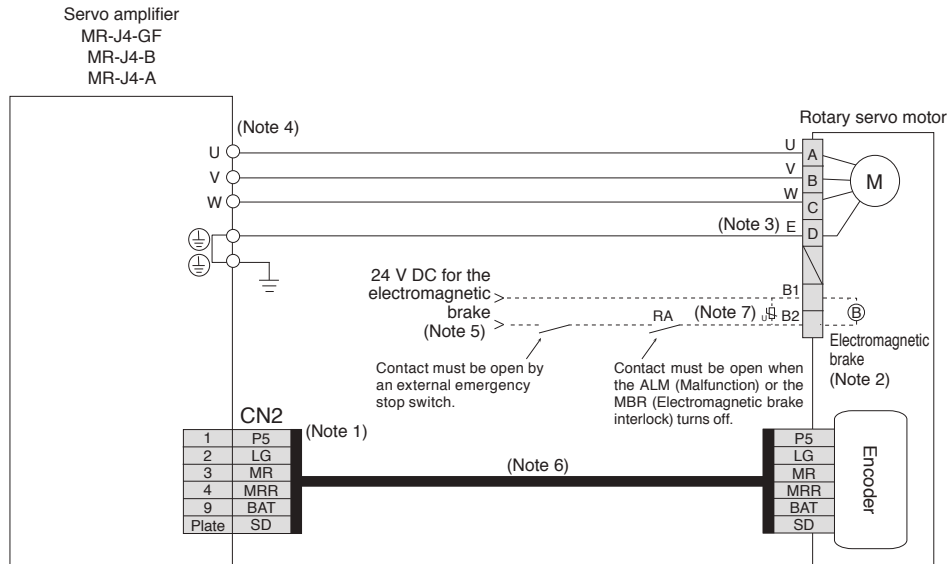 Servo amplifier
MR-J4-GF
MR-J4-B
MR-J4-A
(Note 4)
Rotary servo motor
U
U
A
V
V
B
M
W
W
C
(Note 3) E
D
24 V DC for the
electromagnetic
brake
(Note 5)
B1
RA
(Note 7)
U
B2
B
Electromagnetic
brake
(Note 2)
Contact must be open by
an external emergency
stop switch.
Contact must be open when
the ALM (Malfunction) or the
MBR (Electromagnetic brake
interlock) turns off.
CN2
(Note 1)
(Note 6)
1 P5
2 LG
3 MR
4 MRR
9 BAT
Plate SD
P5
LG
MR
MRR
BAT
SD
Encoder